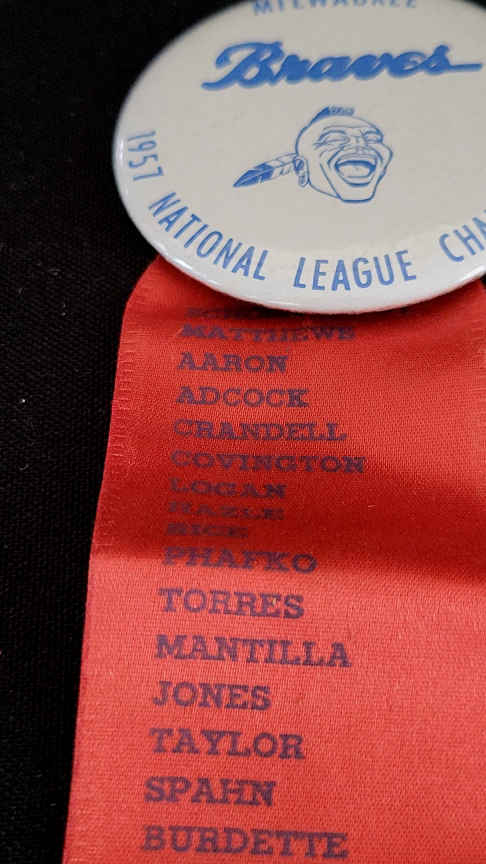 MILWAUKEE
Braves
1957 NATIONAL LEAGUE CHA
MATTHEWS
AARON
ADCOCK
CRANDELL
COVINGTON
LOGAN
HAZLE
RICE
PHAFKO
TORRES
MANTILLA
JONES
TAYLOR
SPAHN
BURDETTE